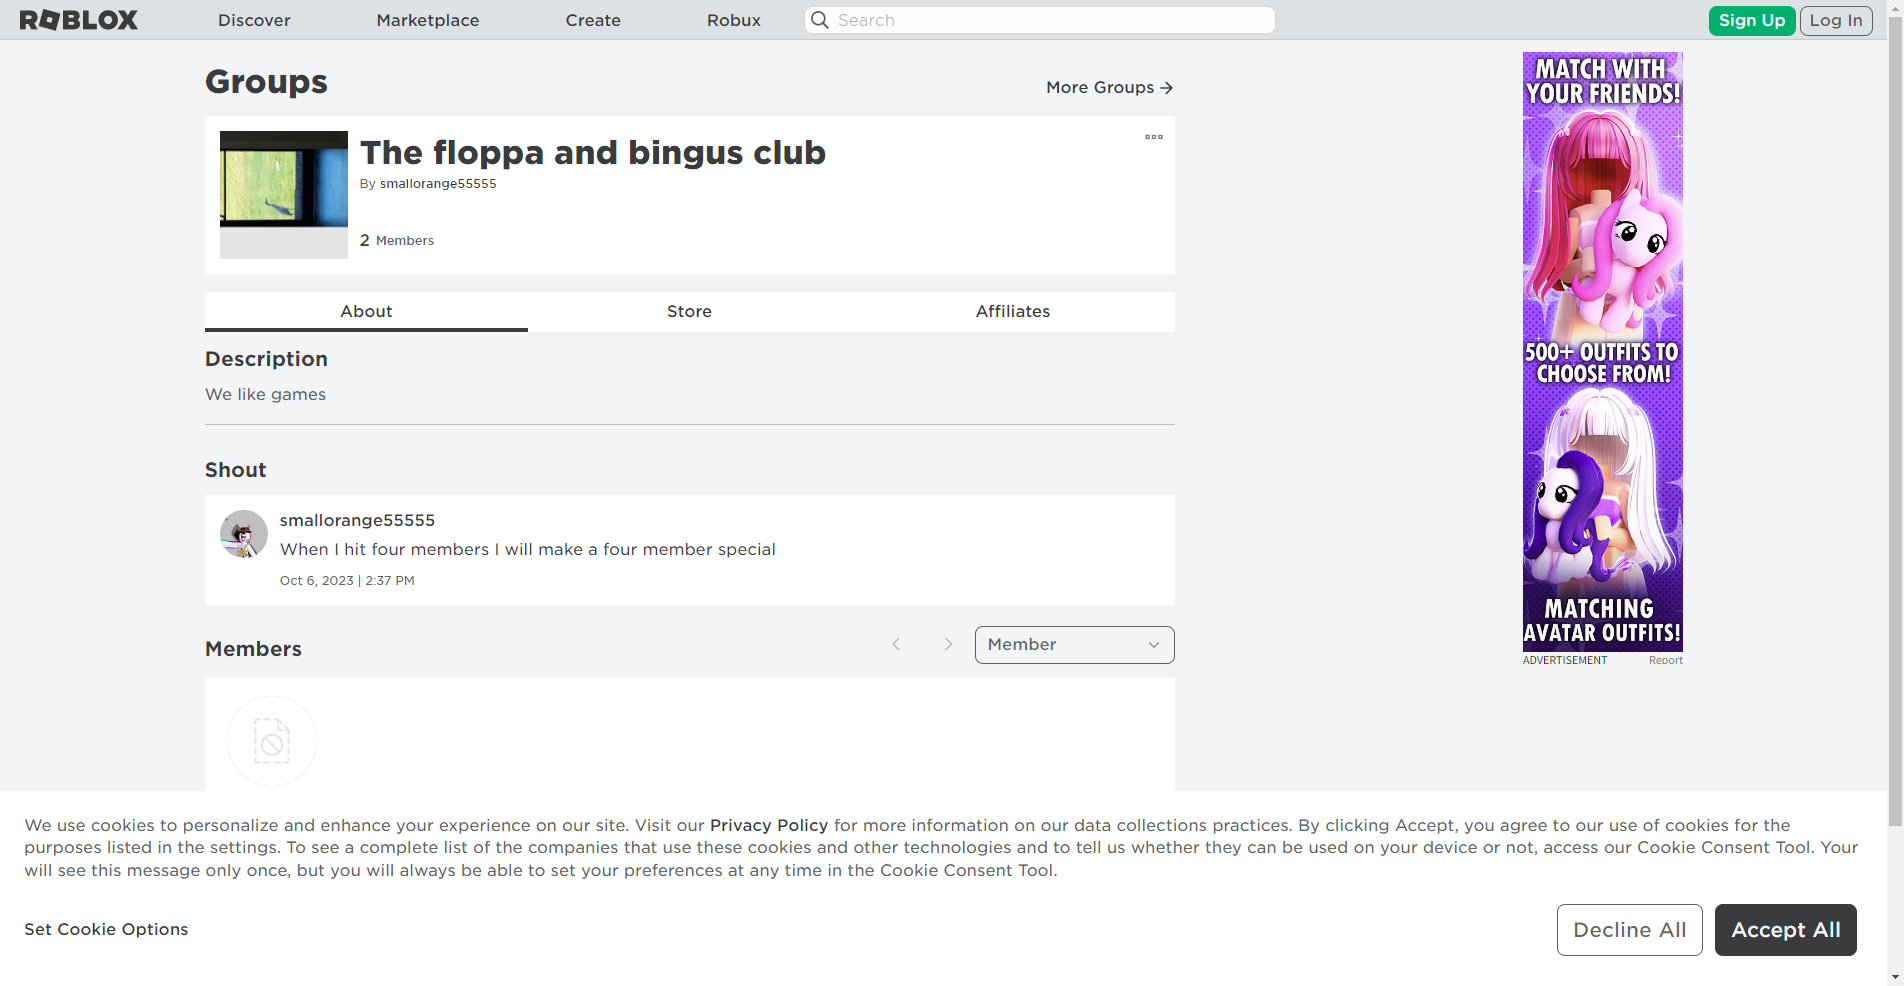 ROBLOX Discover Marketplace Create Robux Search Sign Up Log In
Groups
More Groups
The floppa and bingus club
By smallorange55555
2 Members
About Store Affiliates
Description
We like games
Shout
smallorange55555
When I hit four members I will make a four member special
Oct 6, 2023 | 2:37 PM
Members
Member
MATCH WITH
YOUR FRIENDS!
500+ OUTFITS TO
CHOOSE FROM!
MATCHING
AVATAR OUTFITS!
ADVERTISEMENT Report
We use cookies to personalize and enhance your experience on our site. Visit our Privacy Policy for more information on our data collections practices. By clicking Accept, you agree to our use of cookies for the
purposes listed in the settings. To see a complete list of the companies that use these cookies and other technologies and to tell us whether they can be used on your device or not, access our Cookie Consent Tool. Your
will see this message only once, but you will always be able to set your preferences at any time in the Cookie Consent Tool.
Set Cookie Options
Decline All
Accept All